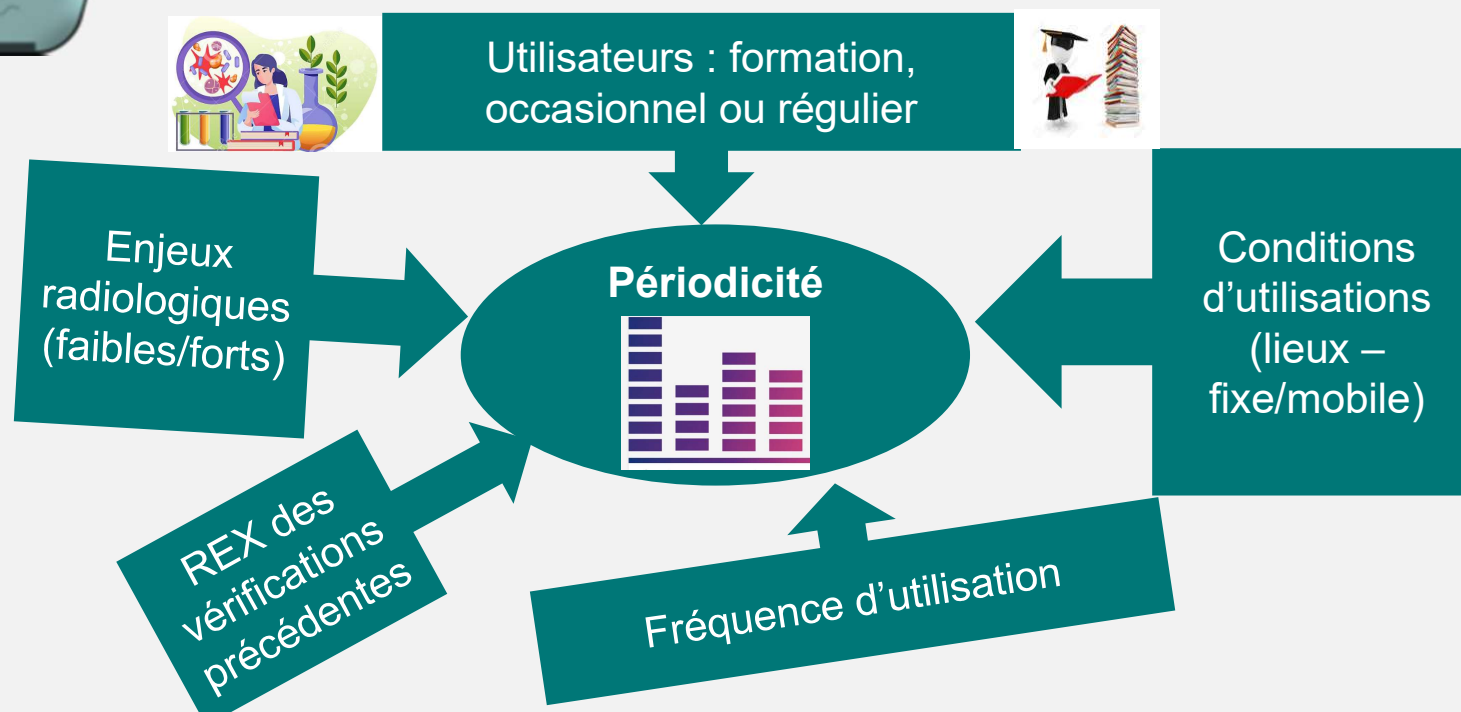 Utilisateurs : formation,
occasionnel ou régulier
Enjeux
radiologiques
(faibles/forts)
Périodicité
Conditions
d’utilisations
(lieux –
fixe/mobile)
REX des
vérifications
précédentes
Fréquence d’utilisation